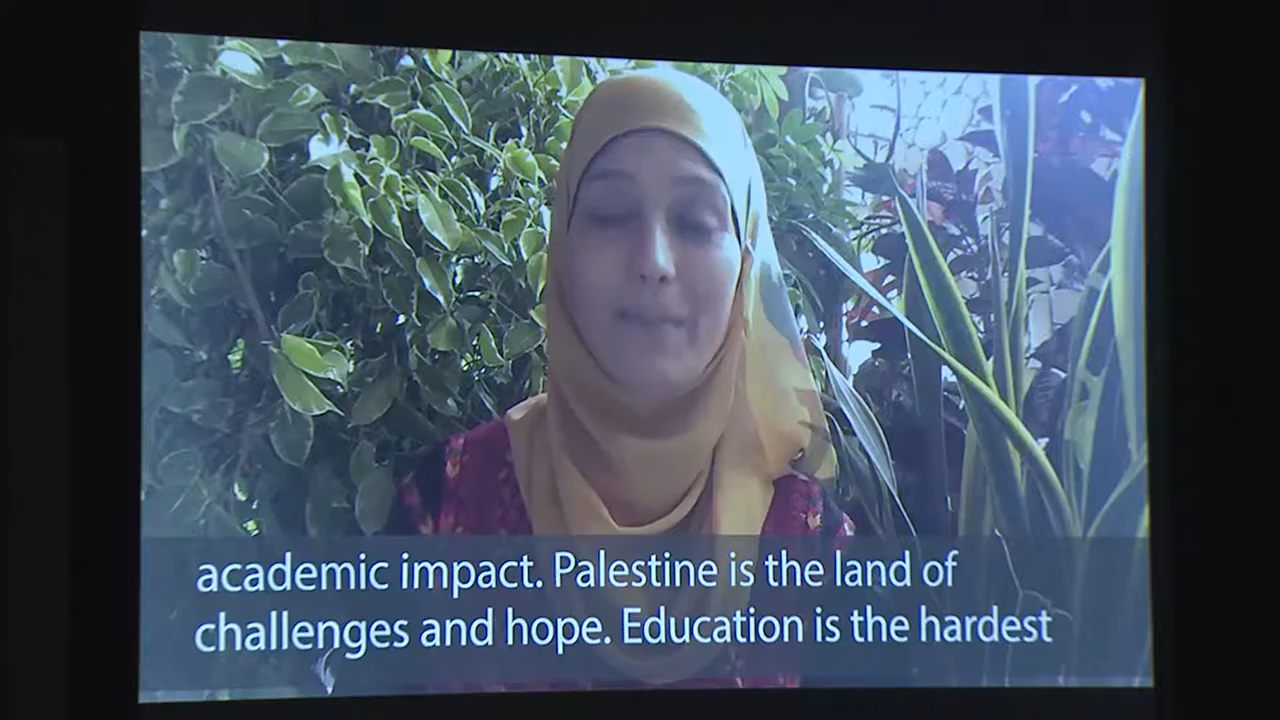 academic impact. Palestine is the land of
challenges and hope. Education is the hardest